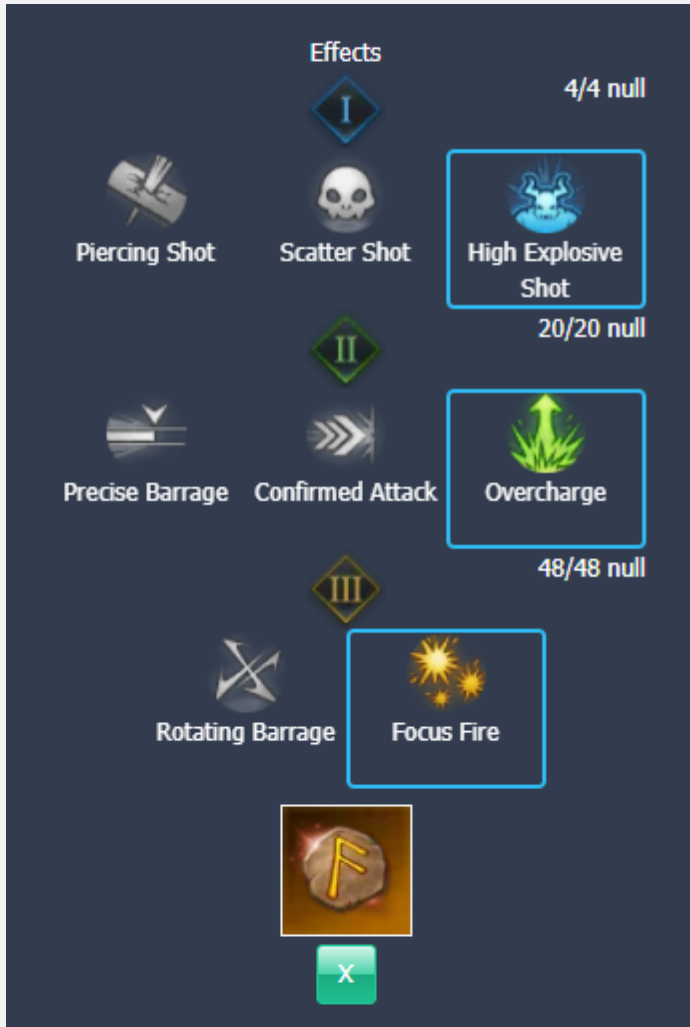 Effects
4/4 null
I
Piercing Shot
Scatter Shot
High Explosive
Shot
20/20 null
II
Precise Barrage
Confirmed Attack
Overcharge
48/48 null
III
Rotating Barrage
Focus Fire
ᚨ
X